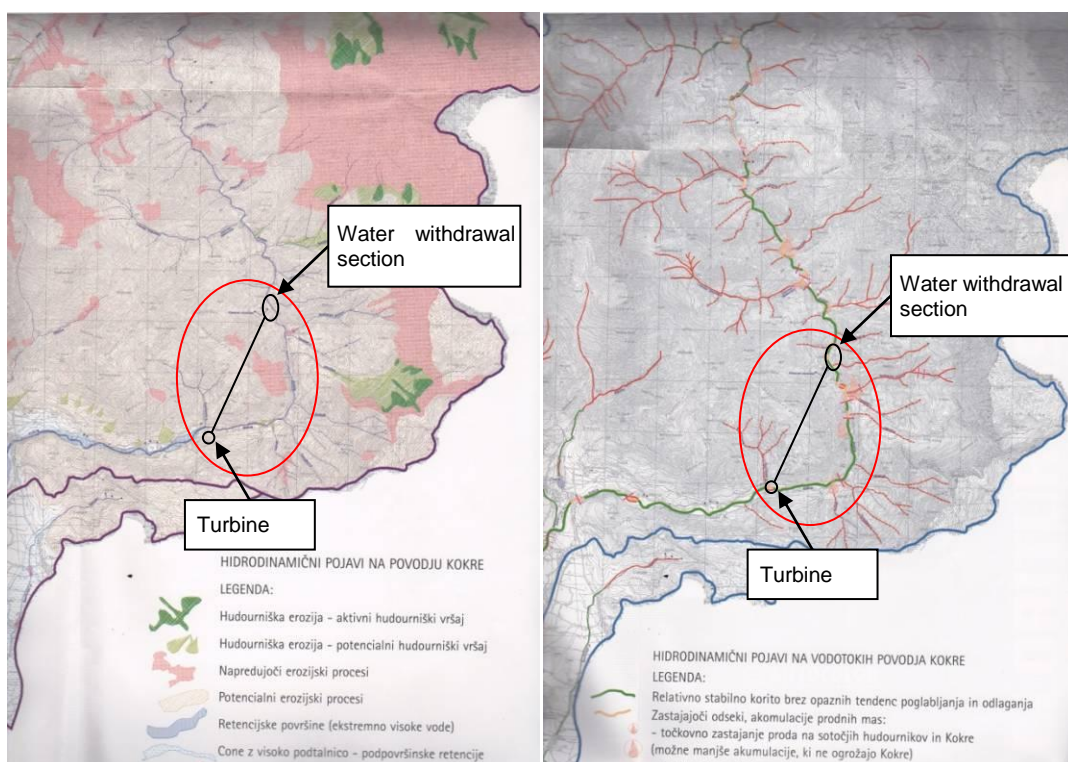 Water withdrawal
section
Turbine
HIDRODINAMIČNI POJAVI NA POVODJU KOKRE
LEGENDA:
Hudourniška erozija - aktivni hudourniški vršaj
Hudourniška erozija - potencialni hudourniški vršaj
Napredujoči erozijski procesi
Potencialni erozijski procesi
Retencijske površine (ekstremno visoke vode)
Cone z visoko podtalnico - podpovršinske retencije
Water withdrawal
section
Turbine
HIDRODINAMIČNI POJAVI NA VODOTOKIH POVODJA KOKRE
LEGENDA:
Relativno stabilno korito brez opaznih tendenc poglabljanja in odlaganja
Zastajajoči odseki, akomulacije prodnih mas:
- točkovno zastajanje proda na sotočjih hudournikov in Kokre
(možne manjše akumulacije, ki ne ogrožajo Kokre)